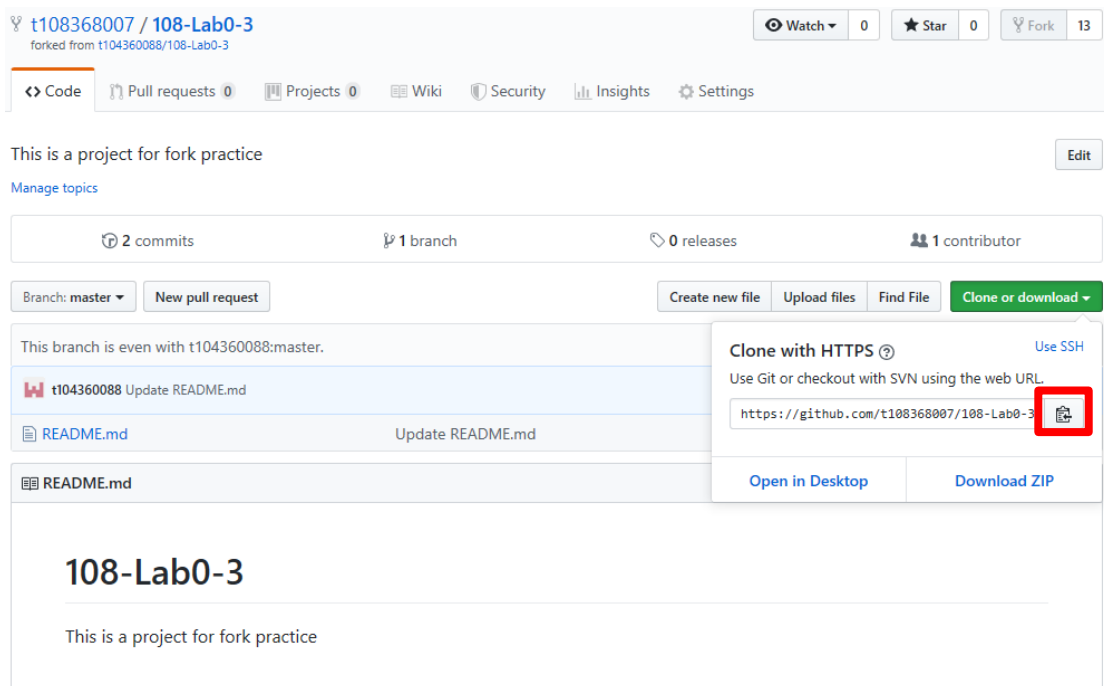 t108368007 / 108-Lab0-3
Watch 0 Star 0 Fork 13
forked from t104360088/108-Lab0-3
Code Pull requests 0 Projects 0 Wiki Security Insights Settings
This is a project for fork practice
Edit
Manage topics
2 commits 1 branch 0 releases 1 contributor
Branch: master New pull request Create new file Upload files Find File Clone or download
This branch is even with t104360088:master.
Clone with HTTPS Use SSH
Use Git or checkout with SVN using the web URL.
t104360088 Update README.md
https://github.com/t108368007/108-Lab0-3
README.md Update README.md
Open in Desktop Download ZIP
README.md
108-Lab0-3
This is a project for fork practice